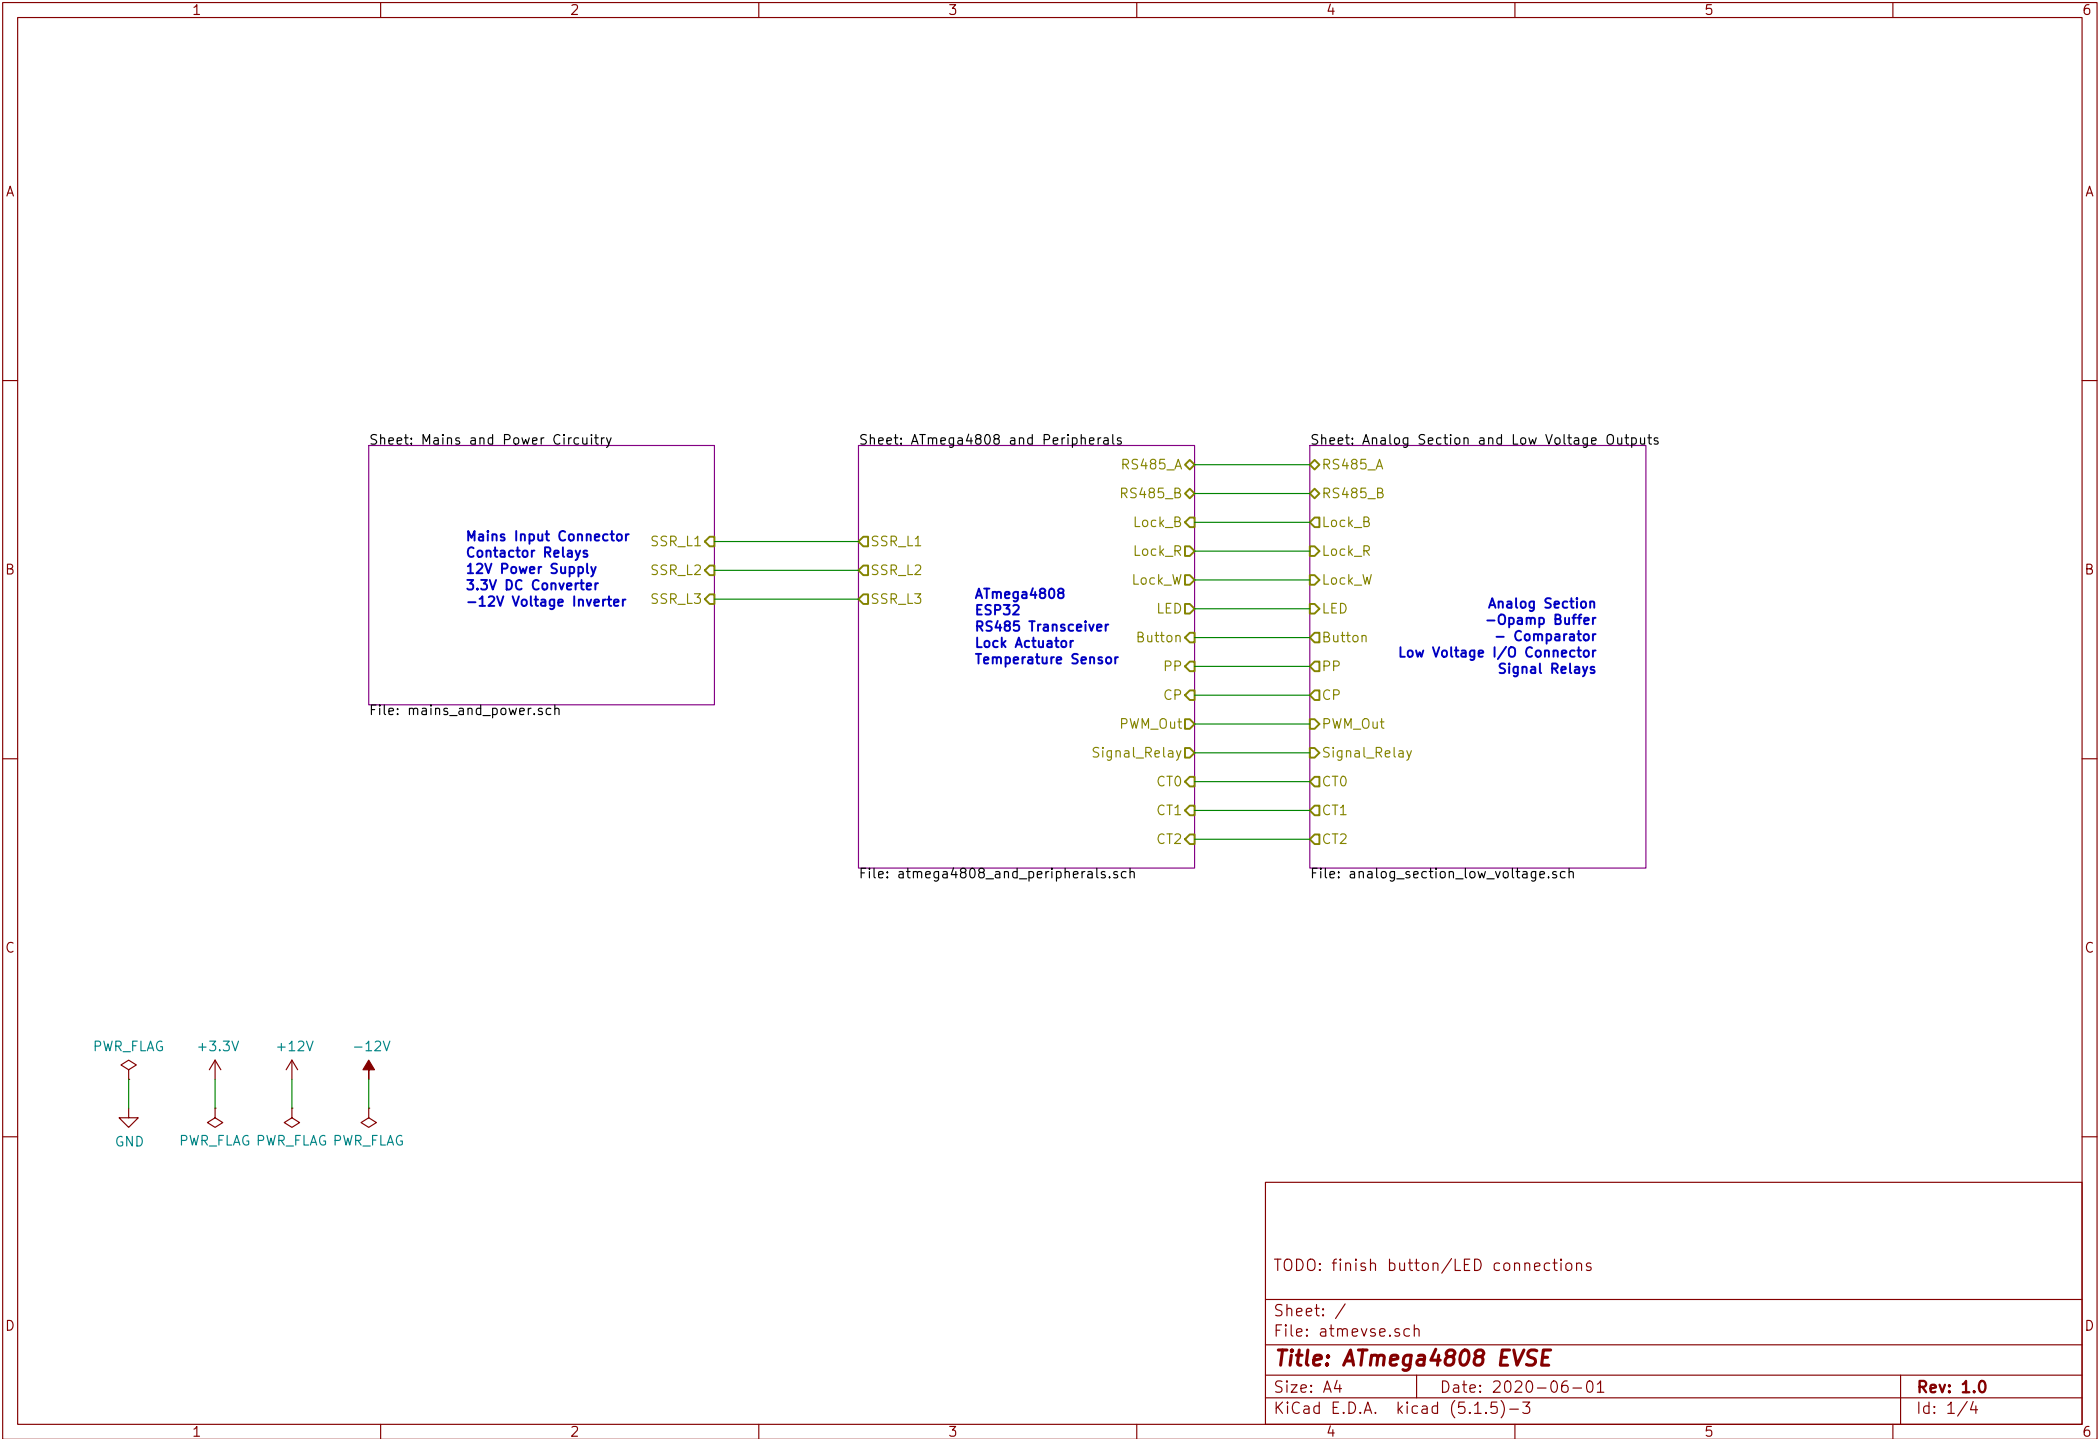 1 2 3 4 5 6
A A
B B
C C
D D
Sheet: Mains and Power Circuitry
Mains Input Connector
Contactor Relays
12V Power Supply
3.3V DC Converter
-12V Voltage Inverter
SSR_L1
SSR_L2
SSR_L3
File: mains_and_power.sch
Sheet: ATmega4808 and Peripherals
SSR_L1
SSR_L2
SSR_L3
ATmega4808
ESP32
RS485 Transceiver
Lock Actuator
Temperature Sensor
RS485_A
RS485_B
Lock_B
Lock_R
Lock_W
LED
Button
PP
CP
PWM_Out
Signal_Relay
CT0
CT1
CT2
File: atmega4808_and_peripherals.sch
Sheet: Analog Section and Low Voltage Outputs
RS485_A
RS485_B
Lock_B
Lock_R
Lock_W
LED
Button
PP
CP
PWM_Out
Signal_Relay
CT0
CT1
CT2
Analog Section
-Opamp Buffer
- Comparator
Low Voltage I/O Connector
Signal Relays
File: analog_section_low_voltage.sch
PWR_FLAG +3.3V +12V -12V
GND PWR_FLAG PWR_FLAG PWR_FLAG
TODO: finish button/LED connections
Sheet: /
File: atmevse.sch
Title: ATmega4808 EVSE
Size: A4 Date: 2020-06-01 Rev: 1.0
KiCad E.D.A. kicad (5.1.5)-3 Id: 1/4
1 2 3 4 5 6